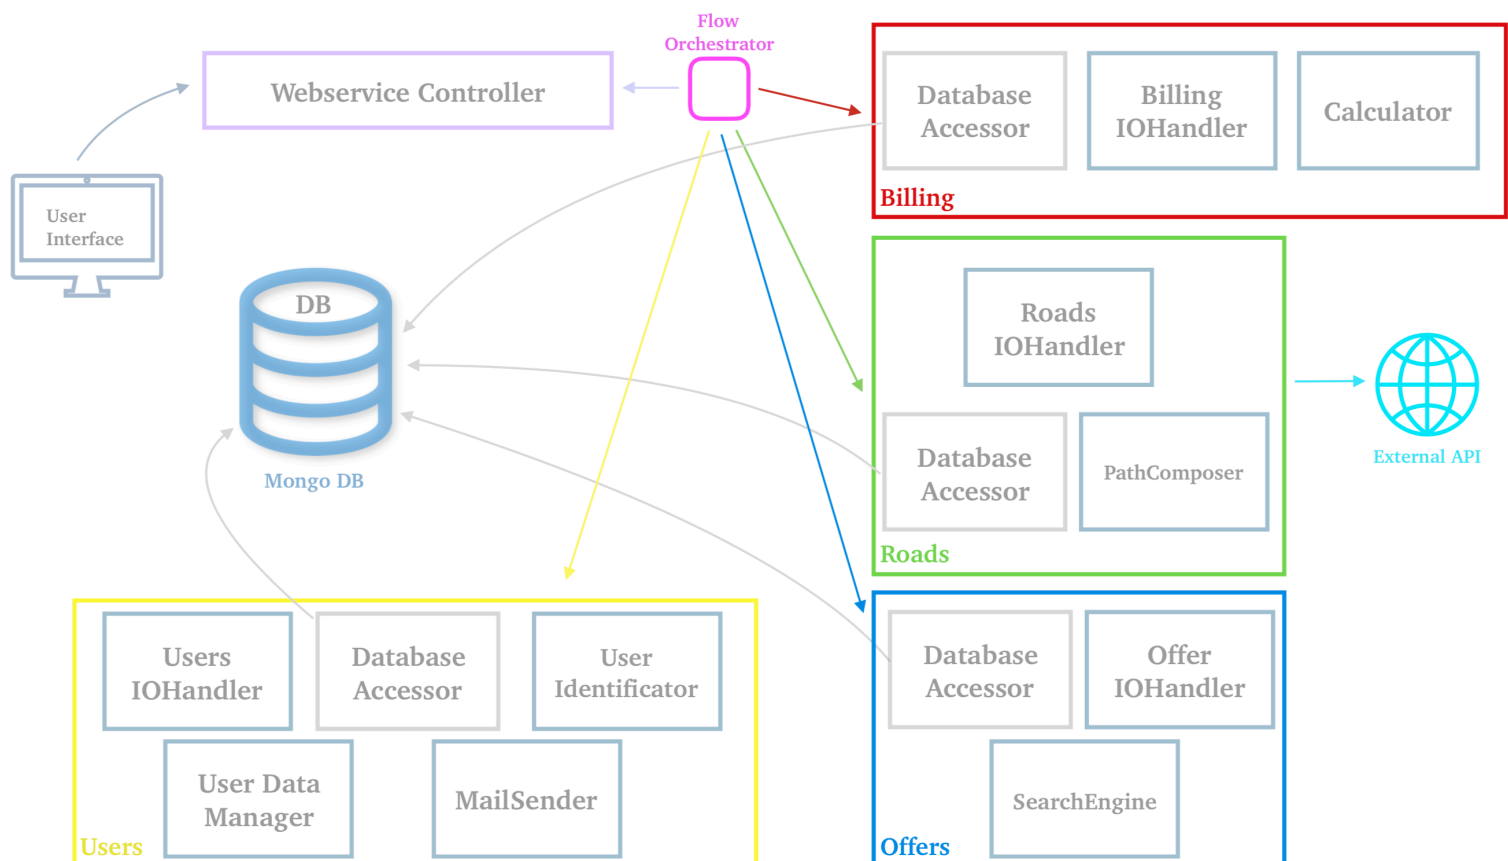 Flow
Orchestrator
Webservice Controller
Database
Accessor
Billing
IOHandler
Calculator
Billing
User
Interface
DB
Mongo DB
Roads
IOHandler
Database
Accessor
PathComposer
Roads
External API
Users
IOHandler
Database
Accessor
User
Identificator
User Data
Manager
MailSender
Users
Database
Accessor
Offer
IOHandler
SearchEngine
Offers